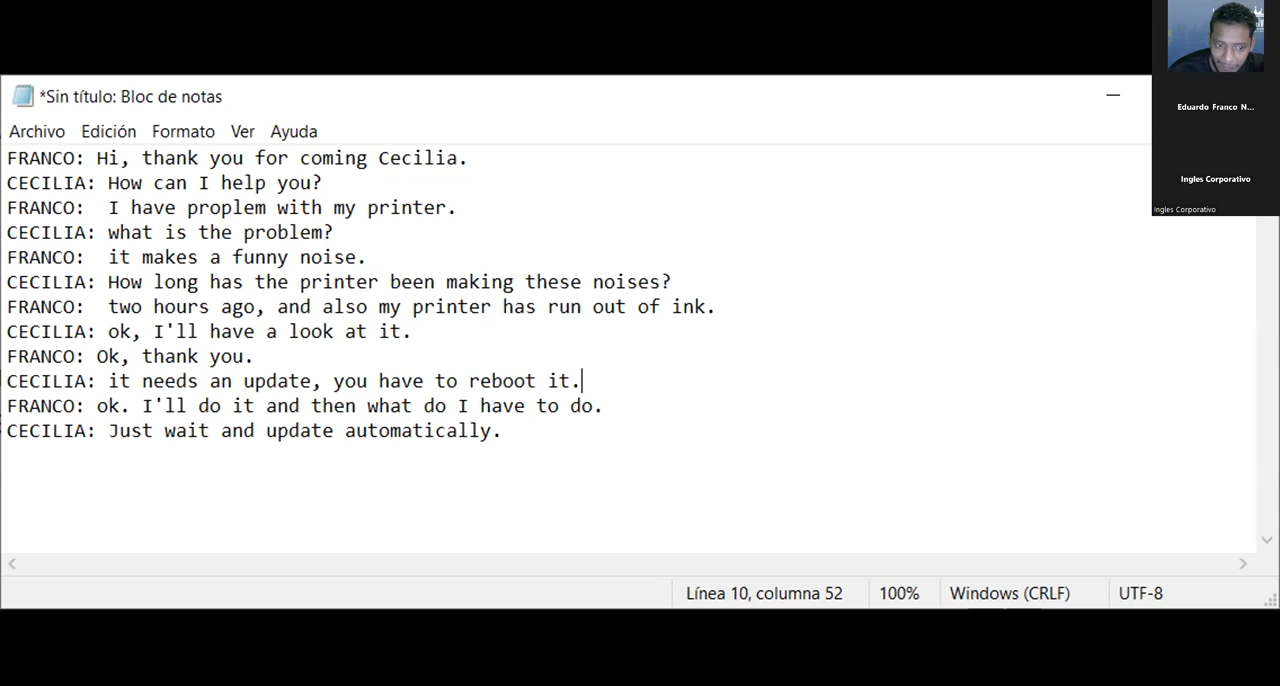 *Sin título: Bloc de notas
Archivo Edición Formato Ver Ayuda
FRANCO: Hi, thank you for coming Cecilia.
CECILIA: How can I help you?
FRANCO:  I have proplem with my printer.
CECILIA: what is the problem?
FRANCO:  it makes a funny noise.
CECILIA: How long has the printer been making these noises?
FRANCO:  two hours ago, and also my printer has run out of ink.
CECILIA: ok, I'll have a look at it.
FRANCO: Ok, thank you.
CECILIA: it needs an update, you have to reboot it.
FRANCO: ok. I'll do it and then what do I have to do.
CECILIA: Just wait and update automatically.
Línea 10, columna 52 100% Windows (CRLF) UTF-8
Eduardo Franco N...
Ingles Corporativo
Ingles Corporativo